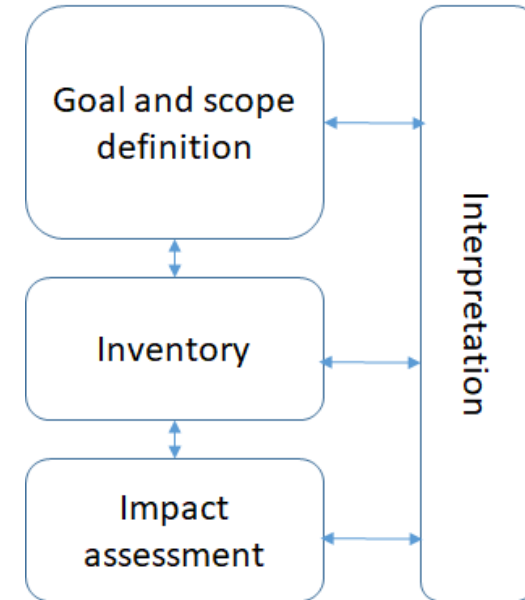 Goal and scope
definition
Inventory
Impact
assessment
Interpretation